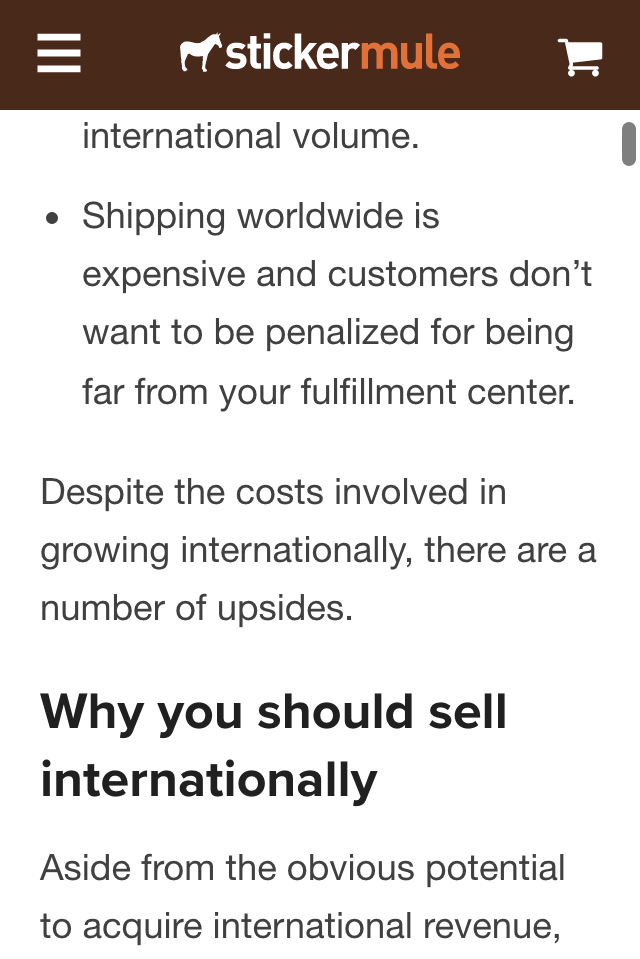 stickermule
international volume.
• Shipping worldwide is
expensive and customers don’t
want to be penalized for being
far from your fulfillment center.
Despite the costs involved in
growing internationally, there are a
number of upsides.
Why you should sell
internationally
Aside from the obvious potential
to acquire international revenue,